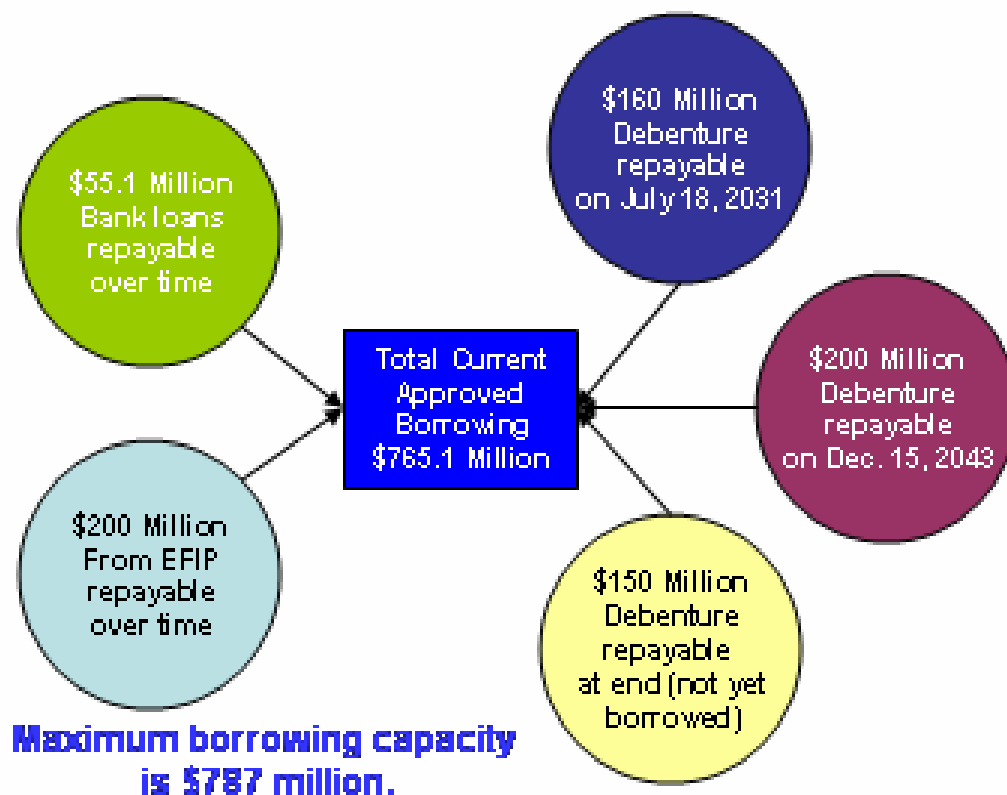 $55.1 Million
Bank loans
repayable
over time
$160 Million
Debenture
repayable
on July 18, 2031
Total Current
Approved
Borrowing
$765.1 Million
$200 Million
Debenture
repayable
on Dec. 15, 2043
$200 Million
From EFIP
repayable
over time
$150 Million
Debenture
repayable
at end (not yet
borrowed)
Maximum borrowing capacity
is $787 million.